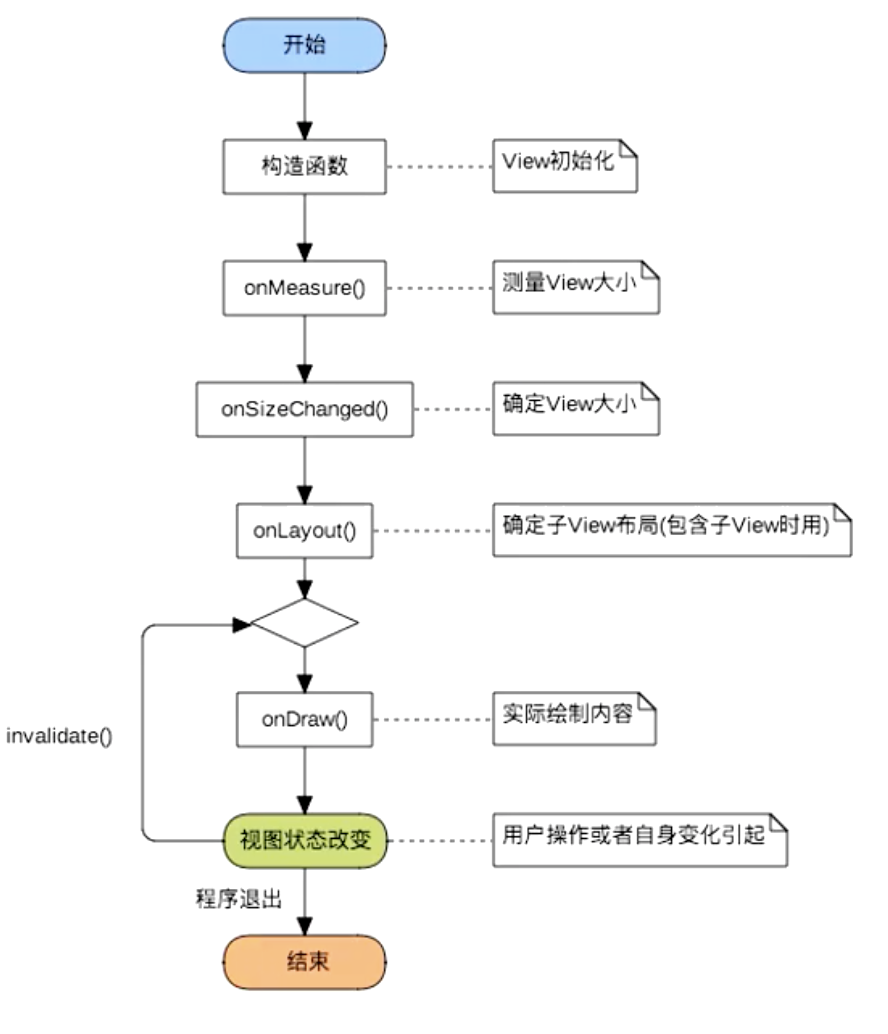 开始
构造函数
View初始化
onMeasure()
测量View大小
onSizeChanged()
确定View大小
onLayout()
确定子View布局(包含子View时用)
onDraw()
实际绘制内容
invalidate()
视图状态改变
用户操作或者自身变化引起
程序退出
结束